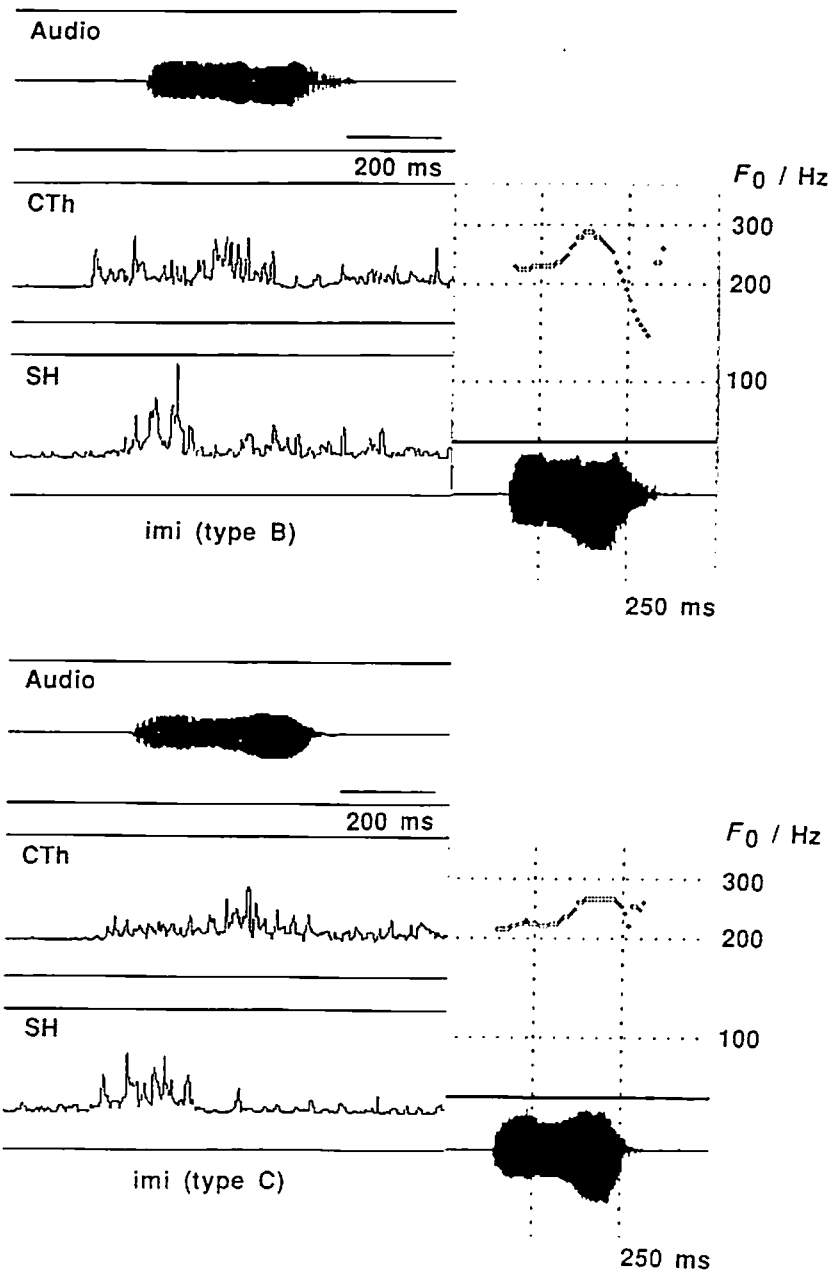 Audio
200 ms
CTh
F0 / Hz
300
200
100
SH
imi (type B)
250 ms
Audio
200 ms
CTh
F0 / Hz
300
200
100
SH
imi (type C)
250 ms